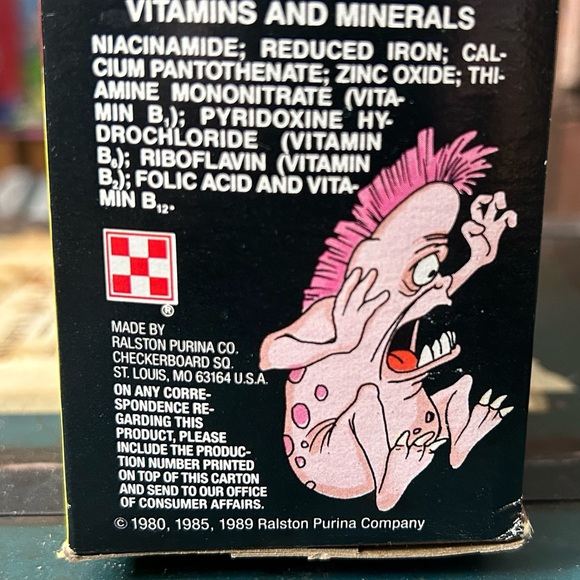 VITAMINS AND MINERALS
NIACINAMIDE; REDUCED IRON; CAL-
CIUM PANTOTHENATE; ZINC OXIDE; THI-
AMINE MONONITRATE (VITA-
MIN B₁); PYRIDOXINE HY-
DROCHLORIDE (VITAMIN
B₆); RIBOFLAVIN (VITAMIN
B₂); FOLIC ACID AND VITA-
MIN B₁₂.
®
MADE BY
RALSTON PURINA CO.
CHECKERBOARD SQ.
ST. LOUIS, MO 63164 U.S.A.
ON ANY CORRE-
SPONDENCE RE-
GARDING THIS
PRODUCT, PLEASE
INCLUDE THE PRODUC-
TION NUMBER PRINTED
ON TOP OF THIS CARTON
AND SEND TO OUR OFFICE
OF CONSUMER AFFAIRS.
© 1980, 1985, 1989 Ralston Purina Company